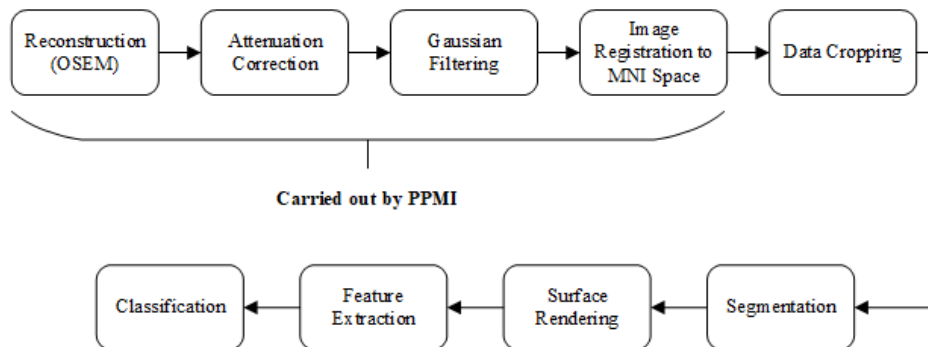 Reconstruction
(OSEM)
Attenuation
Correction
Gaussian
Filtering
Image
Registration to
MNI Space
Data Cropping
Carried out by PPMI
Classification
Feature
Extraction
Surface
Rendering
Segmentation